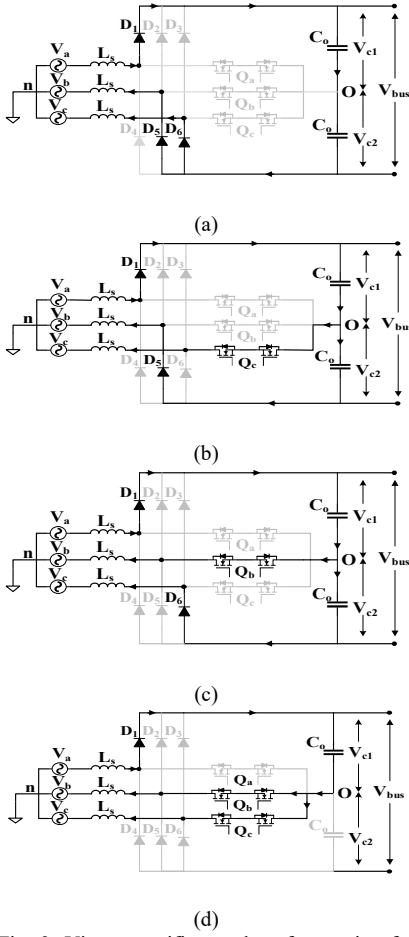 D1 D2 D3
Co
Vc1
Va Ls
Qa
n Vb Ls
Qb
O Vbus
Vc Ls
Qc
D4 D5 D6
Co
Vc2
(a)
D1 D2 D3
Co
Vc1
Va Ls
Qa
n Vb Ls
Qb
O Vbus
Vc Ls
Qc
D4 D5 D6
Co
Vc2
(b)
D1 D2 D3
Co
Vc1
Va Ls
Qa
n Vb Ls
Qb
O Vbus
Vc Ls
Qc
D4 D5 D6
Co
Vc2
(c)
D1 D2 D3
Co
Vc1
Va Ls
Qa
n Vb Ls
Qb
O Vbus
Vc Ls
Qc
D4 D5 D6
Co
Vc2
(d)